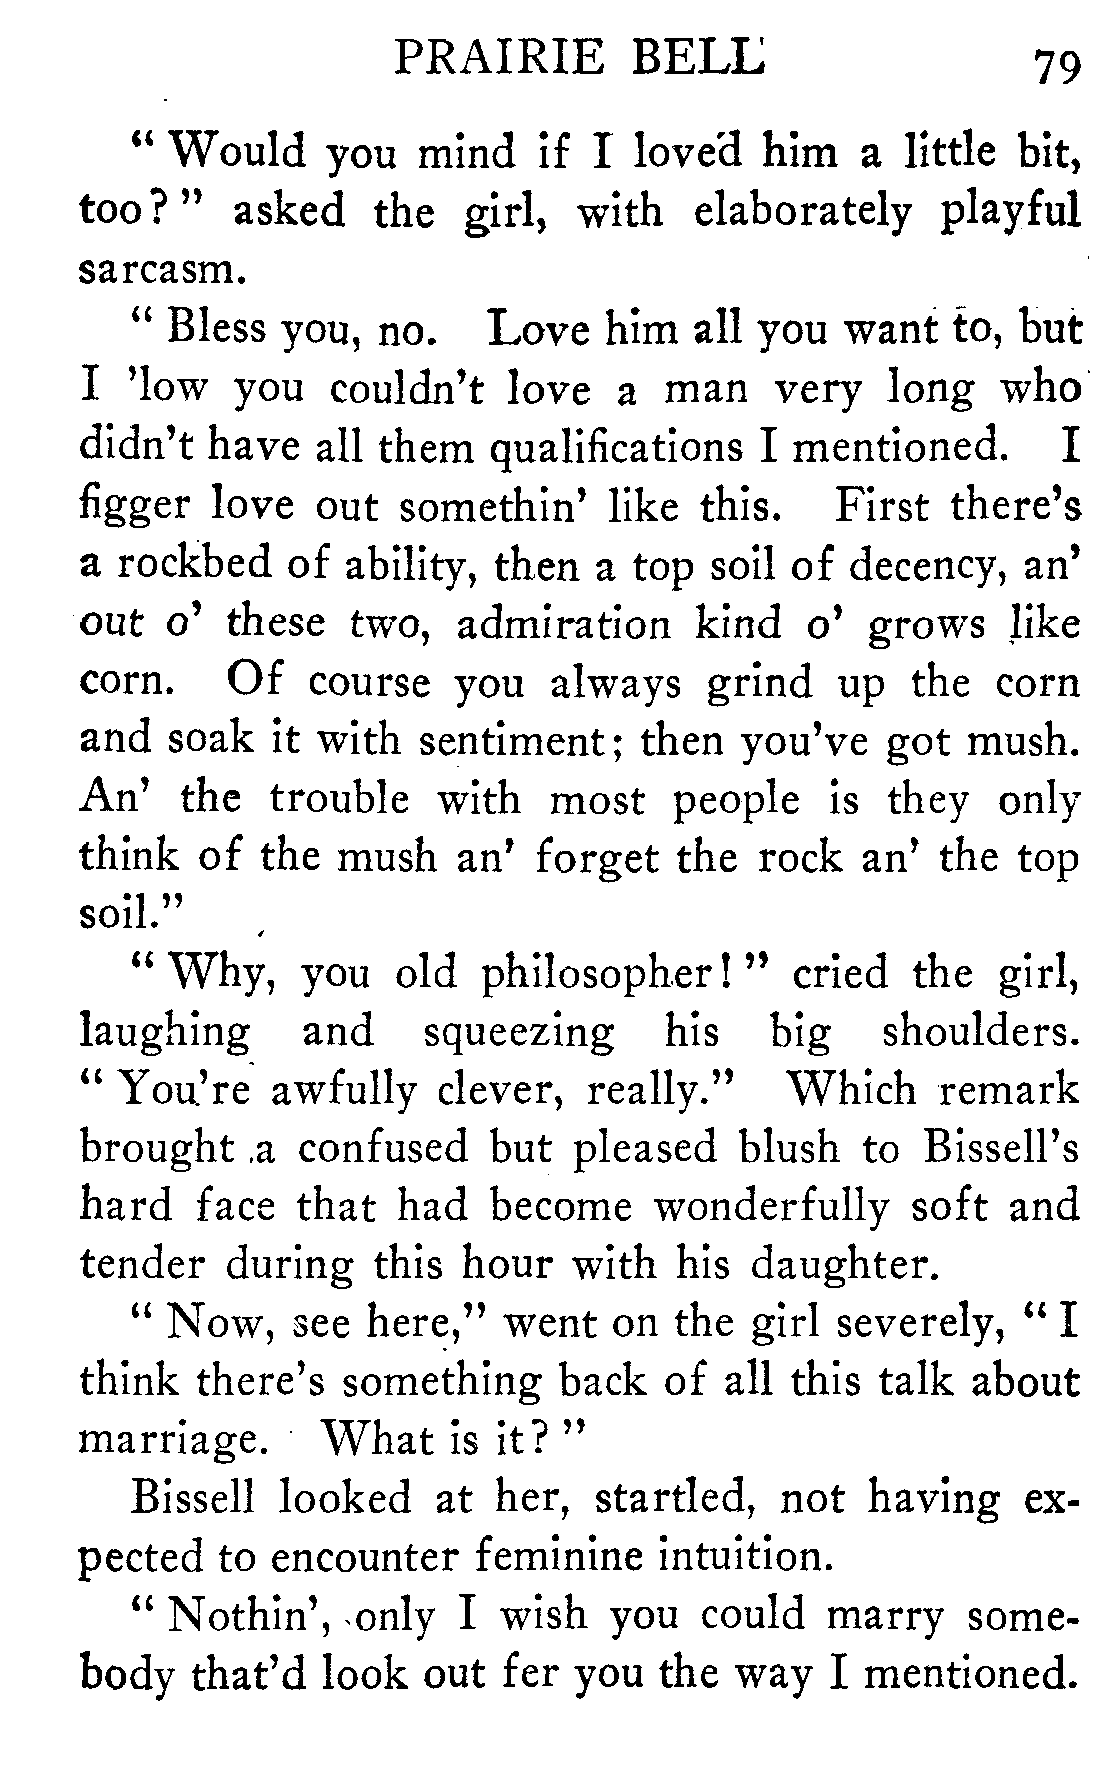 PRAIRIE BELL 79
" Would you mind if I loved him a little bit,
too? " asked the girl, with elaborately playful
sarcasm.
" Bless you, no. Love him all you want to, but
I 'low you couldn't love a man very long who
didn't have all them qualifications I mentioned. I
figger love out somethin' like this. First there's
a rockbed of ability, then a top soil of decency, an'
out o' these two, admiration kind o' grows like
corn. Of course you always grind up the corn
and soak it with sentiment; then you've got mush.
An' the trouble with most people is they only
think of the mush an' forget the rock an' the top
soil."
" Why, you old philosopher! " cried the girl,
laughing and squeezing his big shoulders.
" You're awfully clever, really." Which remark
brought a confused but pleased blush to Bissell's
hard face that had become wonderfully soft and
tender during this hour with his daughter.
" Now, see here," went on the girl severely, " I
think there's something back of all this talk about
marriage. What is it? "
Bissell looked at her, startled, not having ex-
pected to encounter feminine intuition.
" Nothin', only I wish you could marry some-
body that'd look out fer you the way I mentioned.